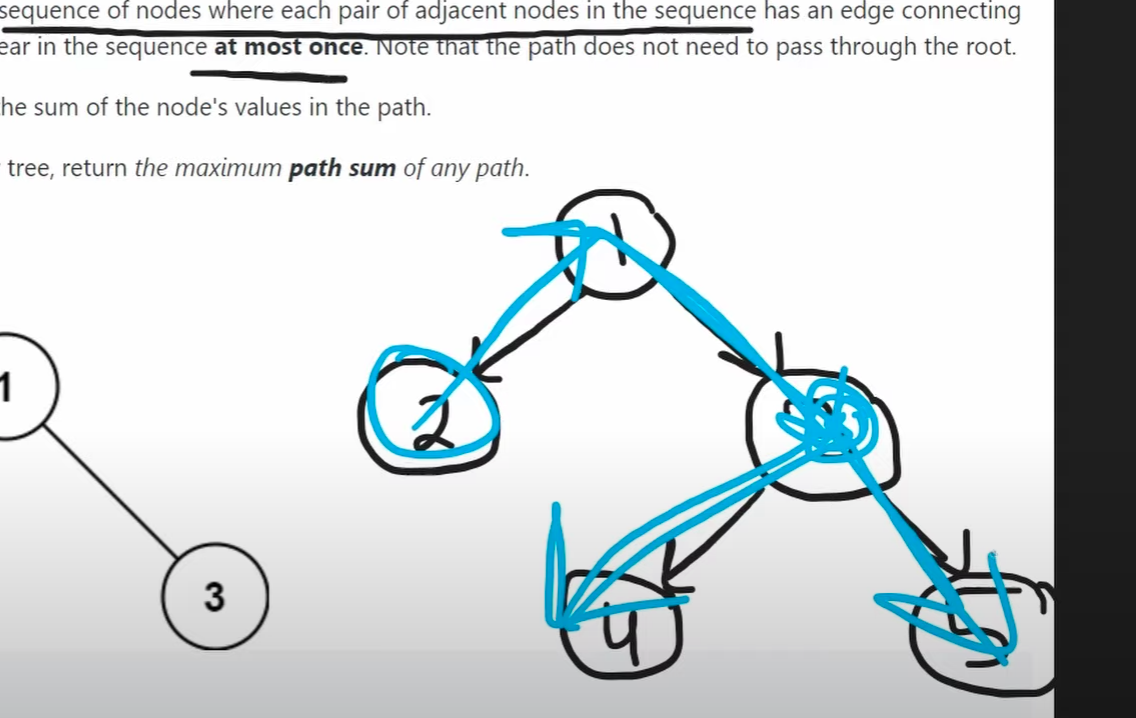 sequence of nodes where each pair of adjacent nodes in the sequence has an edge connecting
ear in the sequence at most once. Note that the path does not need to pass through the root.
he sum of the node's values in the path.
tree, return the maximum path sum of any path.
1
1
2
4
5
3